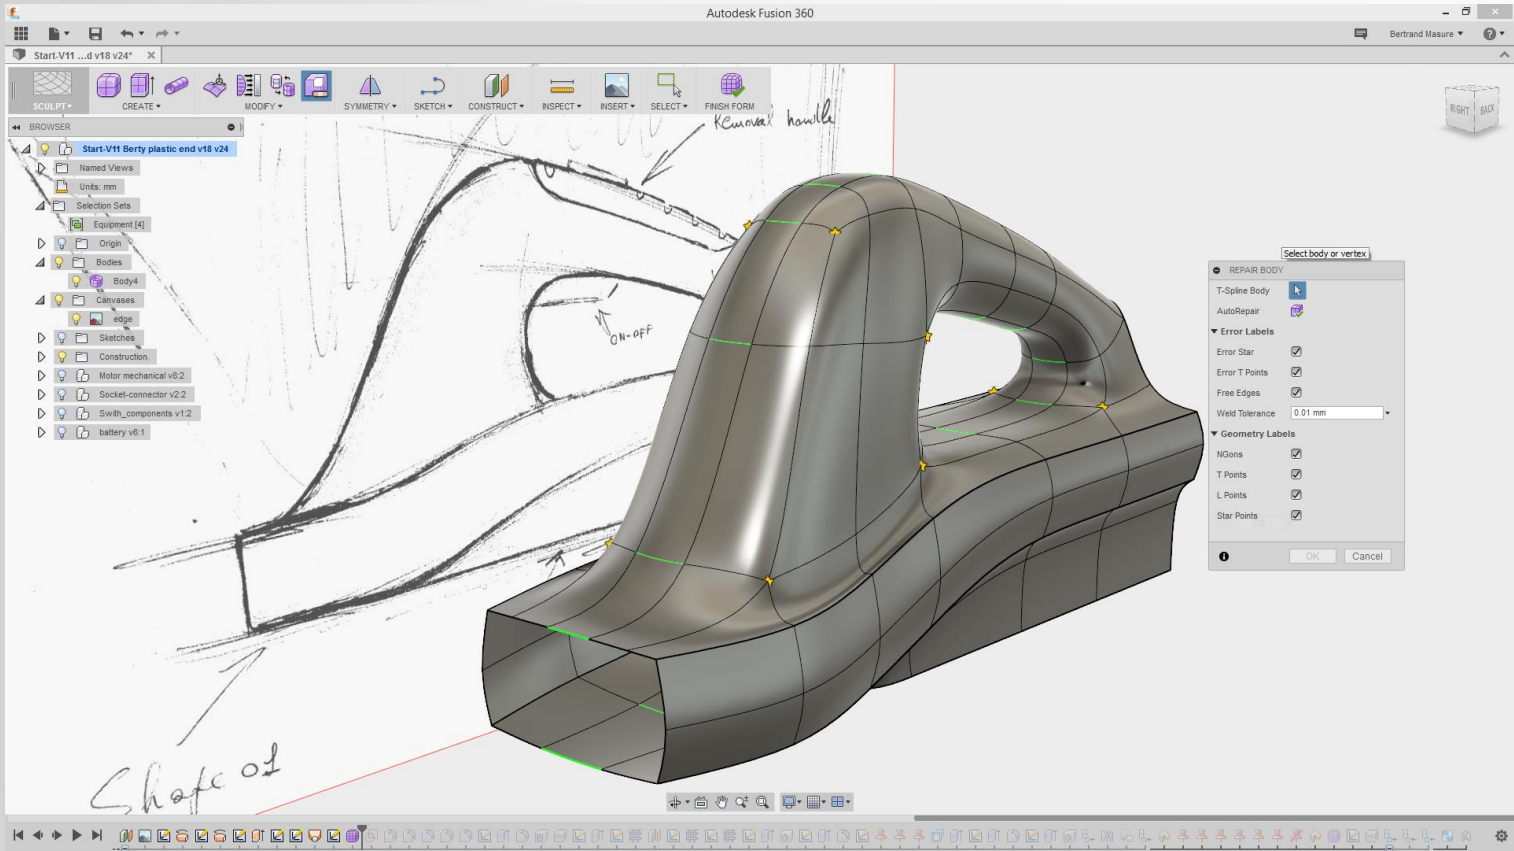 Autodesk Fusion 360
Bertrand Masure
Start-V11 ...d v18 v24*
SCULPT
CREATE
MODIFY
SYMMETRY
SKETCH
CONSTRUCT
INSPECT
INSERT
SELECT
FINISH FORM
RIGHT
BACK
BROWSER
Removal handle
Start-V11 Berty plastic end v18 v24
Named Views
Units: mm
Selection Sets
Equipment [4]
Origin
Bodies
Body4
Canvases
edge
Sketches
Construction.
Motor mechanical v8:2
Socket-connector v2:2
Swith_components v1:2
battery v6:1
ON-OFF
Select body or vertex
REPAIR BODY
T-Spline Body
AutoRepair
Error Labels
Error Star
Error T Points
Free Edges
Weld Tolerance 0.01 mm
Geometry Labels
NGons
T Points
L Points
Star Points
OK
Cancel
Shape 01